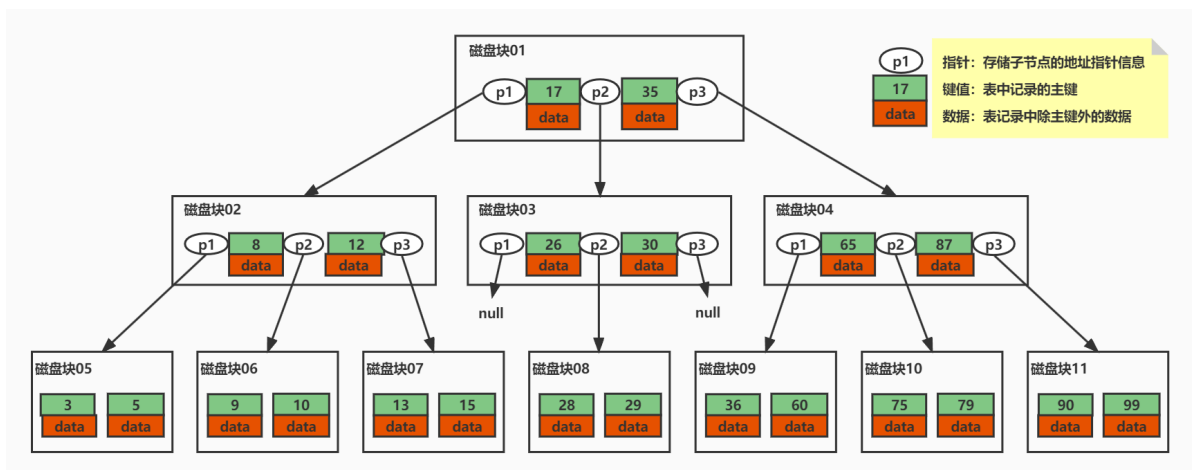 磁盘块01
p1 17 p2 35 p3
data data
p1 指针：存储子节点的地址指针信息
17 键值：表中记录的主键
data 数据：表记录中除主键外的数据
磁盘块02
p1 8 p2 12 p3
data data
磁盘块03
p1 26 p2 30 p3
data data
null null
磁盘块04
p1 65 p2 87 p3
data data
磁盘块05
3 5
data data
磁盘块06
9 10
data data
磁盘块07
13 15
data data
磁盘块08
28 29
data data
磁盘块09
36 60
data data
磁盘块10
75 79
data data
磁盘块11
90 99
data data